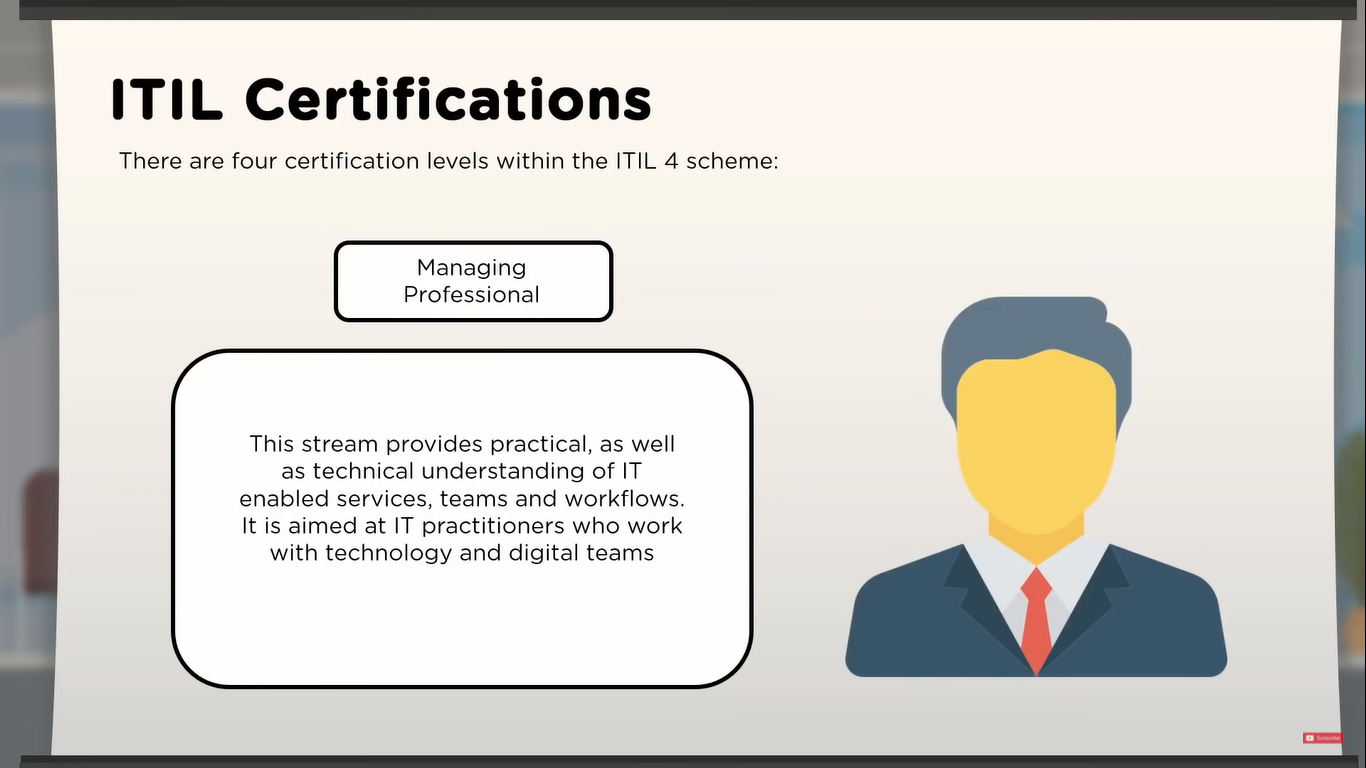 ITIL Certifications
There are four certification levels within the ITIL 4 scheme:
Managing
Professional
This stream provides practical, as well
as technical understanding of IT
enabled services, teams and workflows.
It is aimed at IT practitioners who work
with technology and digital teams
Subscribe